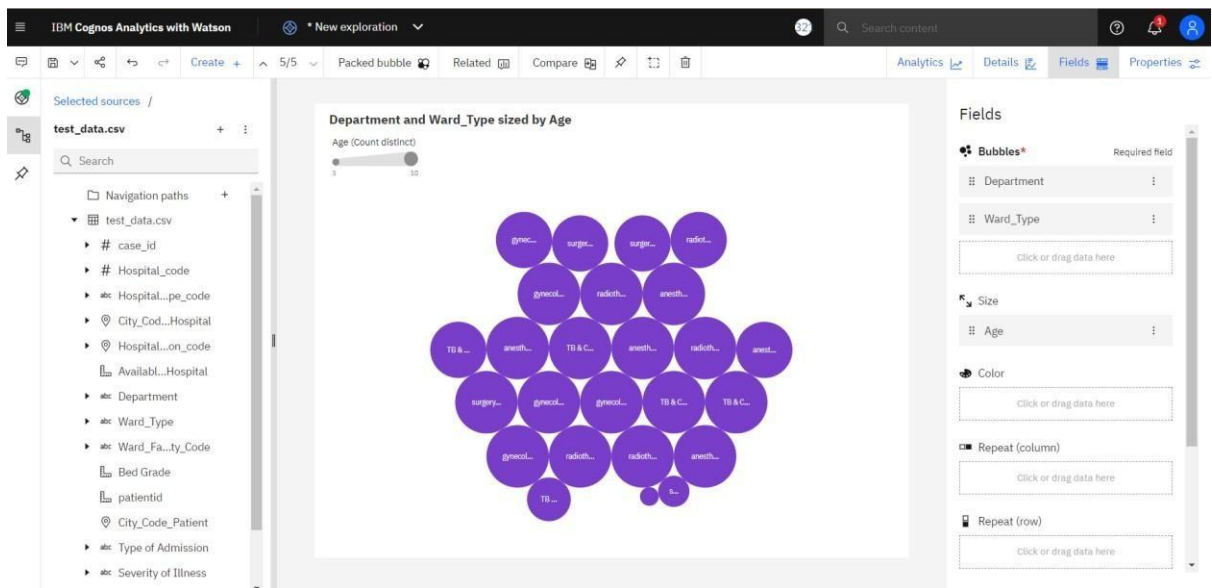 IBM Cognos Analytics with Watson
* New exploration
Search content
Create +
5/5
Packed bubble
Related
Compare
Analytics
Details
Fields
Properties
Selected sources /
test_data.csv
Search
Navigation paths +
test_data.csv
# case_id
# Hospital_code
abc Hospital...pe_code
City_Cod...Hospital
Hospital...on_code
Availabl...Hospital
abc Department
abc Ward_Type
abc Ward_Fa...ty_Code
Bed Grade
patientid
City_Code_Patient
abc Type of Admission
abc Severity of Illness
Department and Ward_Type sized by Age
Age (Count distinct)
3 10
gynec... surger... surger... radiot...
gynecol... radioth... anesth...
TB & ... anesth... TB & C... anesth... radioth... anest...
surgery... gynecol... gynecol... TB & C... TB & C...
gynecol... radioth... radioth... anesth...
TB ... s...
Fields
Bubbles* Required field
Department
Ward_Type
Click or drag data here
Size
Age
Color
Click or drag data here
Repeat (column)
Click or drag data here
Repeat (row)
Click or drag data here